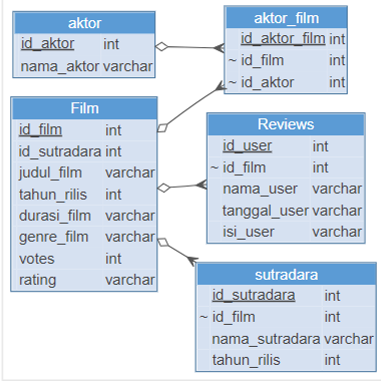 aktor
id_aktor int
nama_aktor varchar
aktor_film
id_aktor_film int
~ id_film int
~ id_aktor int
Film
id_film int
id_sutradara int
judul_film varchar
tahun_rilis int
durasi_film varchar
genre_film varchar
votes int
rating varchar
Reviews
id_user int
~ id_film int
nama_user varchar
tanggal_user varchar
isi_user varchar
sutradara
id_sutradara int
~ id_film int
nama_sutradara varchar
tahun_rilis int